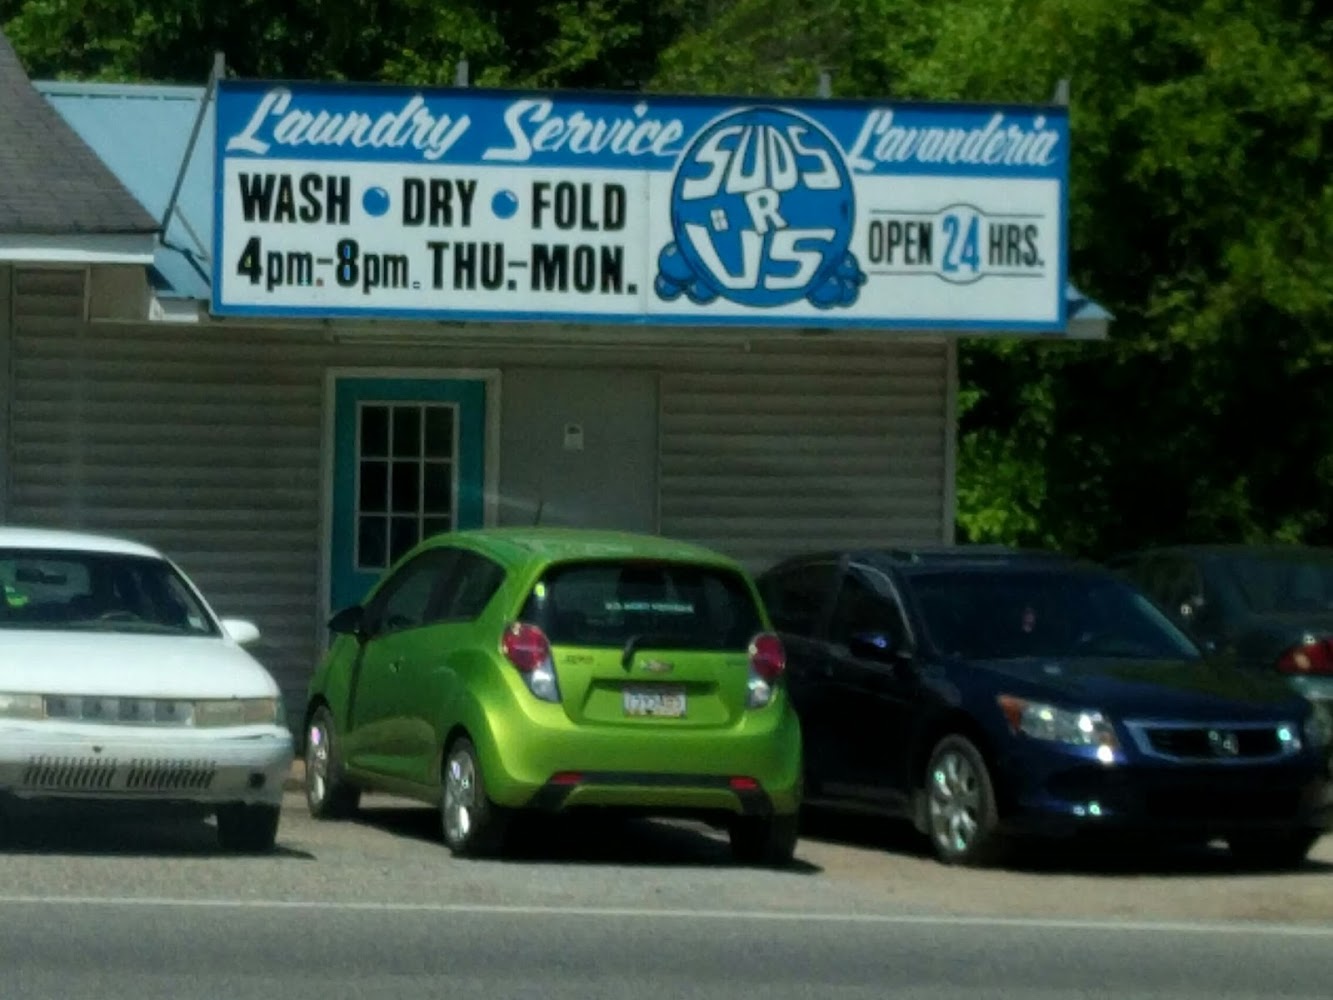 Laundry Service
WASH • DRY • FOLD
4pm.-8pm. THU.-MON.
SUDS
R
US
Lavanderia
OPEN 24 HRS.